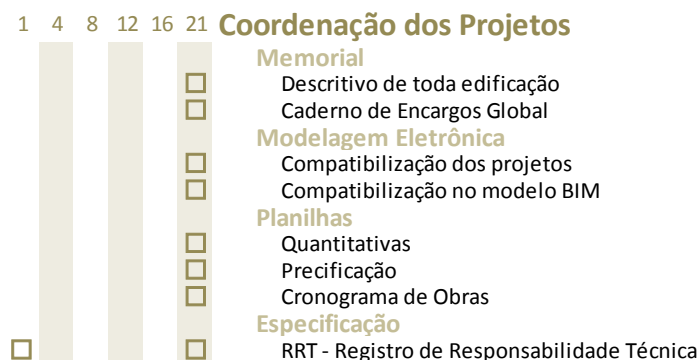 1 4 8 12 16 21 Coordenação dos Projetos
Memorial
Descritivo de toda edificação
Caderno de Encargos Global
Modelagem Eletrônica
Compatibilização dos projetos
Compatibilização no modelo BIM
Planilhas
Quantitativas
Precificação
Cronograma de Obras
Especificação
RRT - Registro de Responsabilidade Técnica